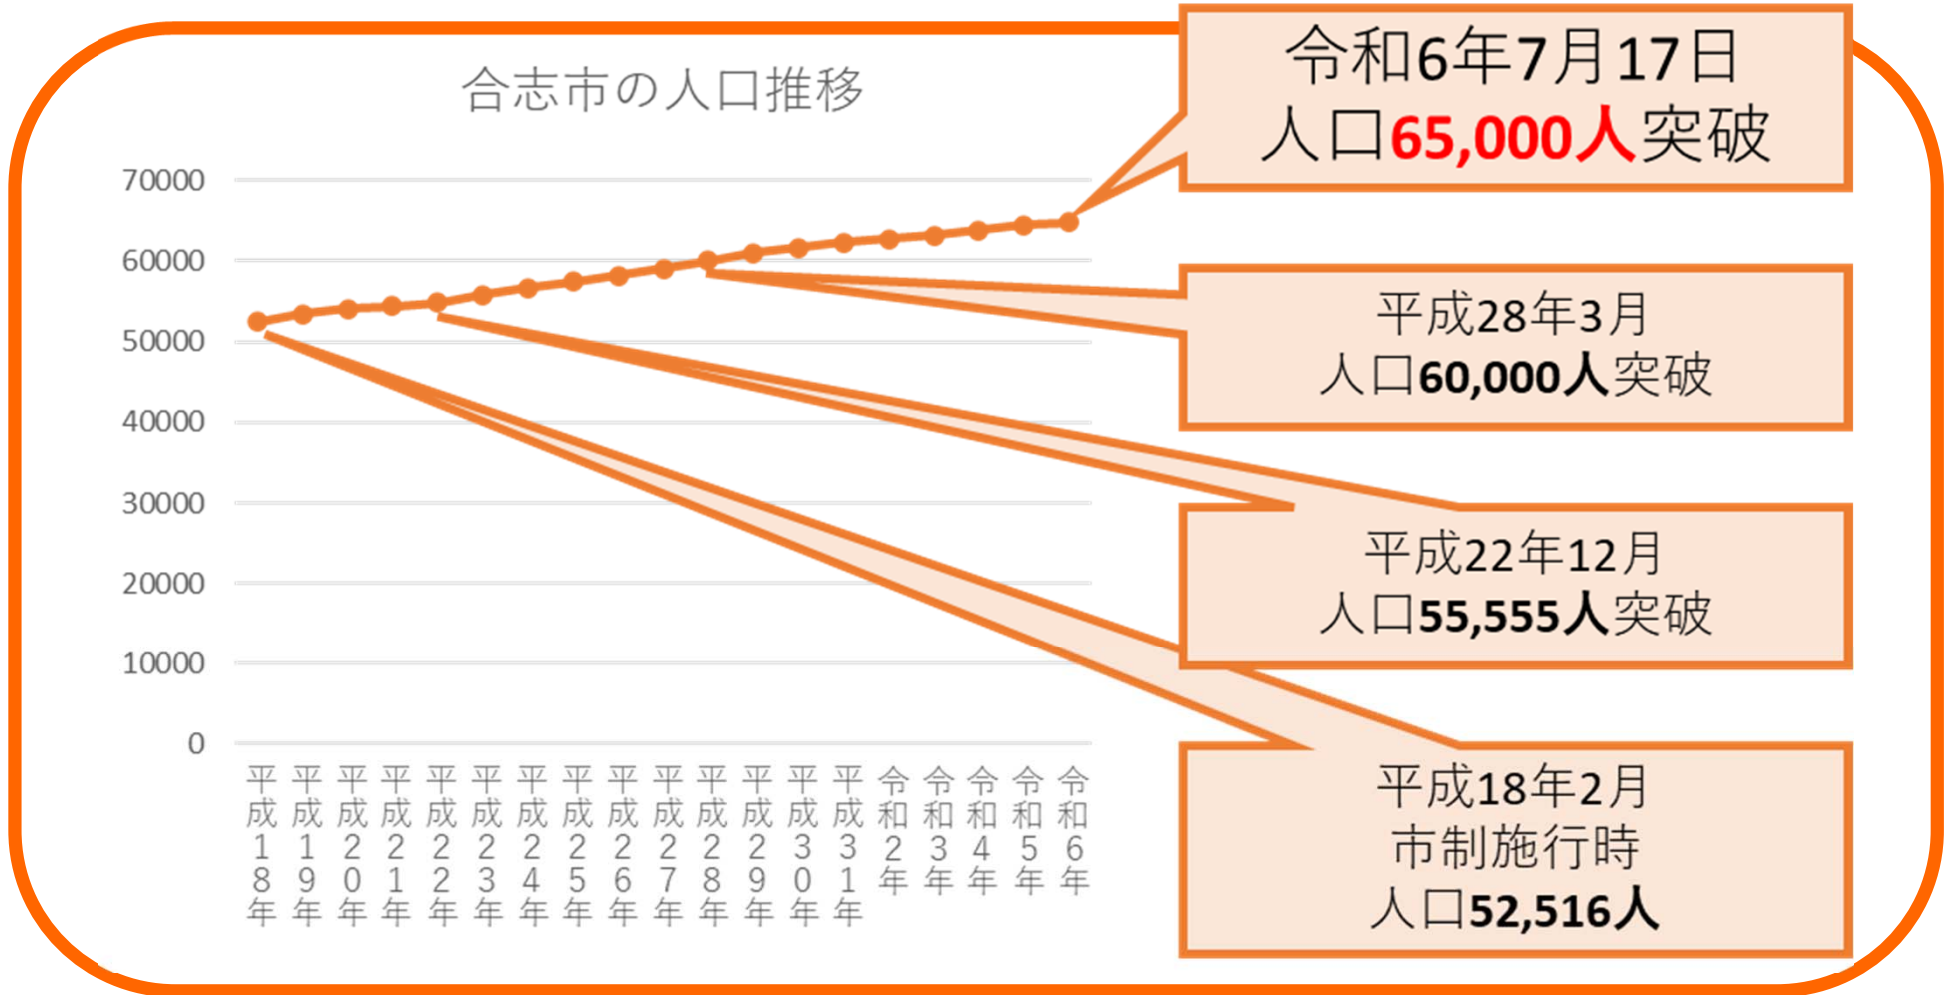 合志市の人口推移
70000
60000
50000
40000
30000
20000
10000
0
平成18年
平成19年
平成20年
平成21年
平成22年
平成23年
平成24年
平成25年
平成26年
平成27年
平成28年
平成29年
平成30年
平成31年
令和2年
令和3年
令和4年
令和5年
令和6年
令和6年7月17日
人口65,000人突破
平成28年3月
人口60,000人突破
平成22年12月
人口55,555人突破
平成18年2月
市制施行時
人口52,516人